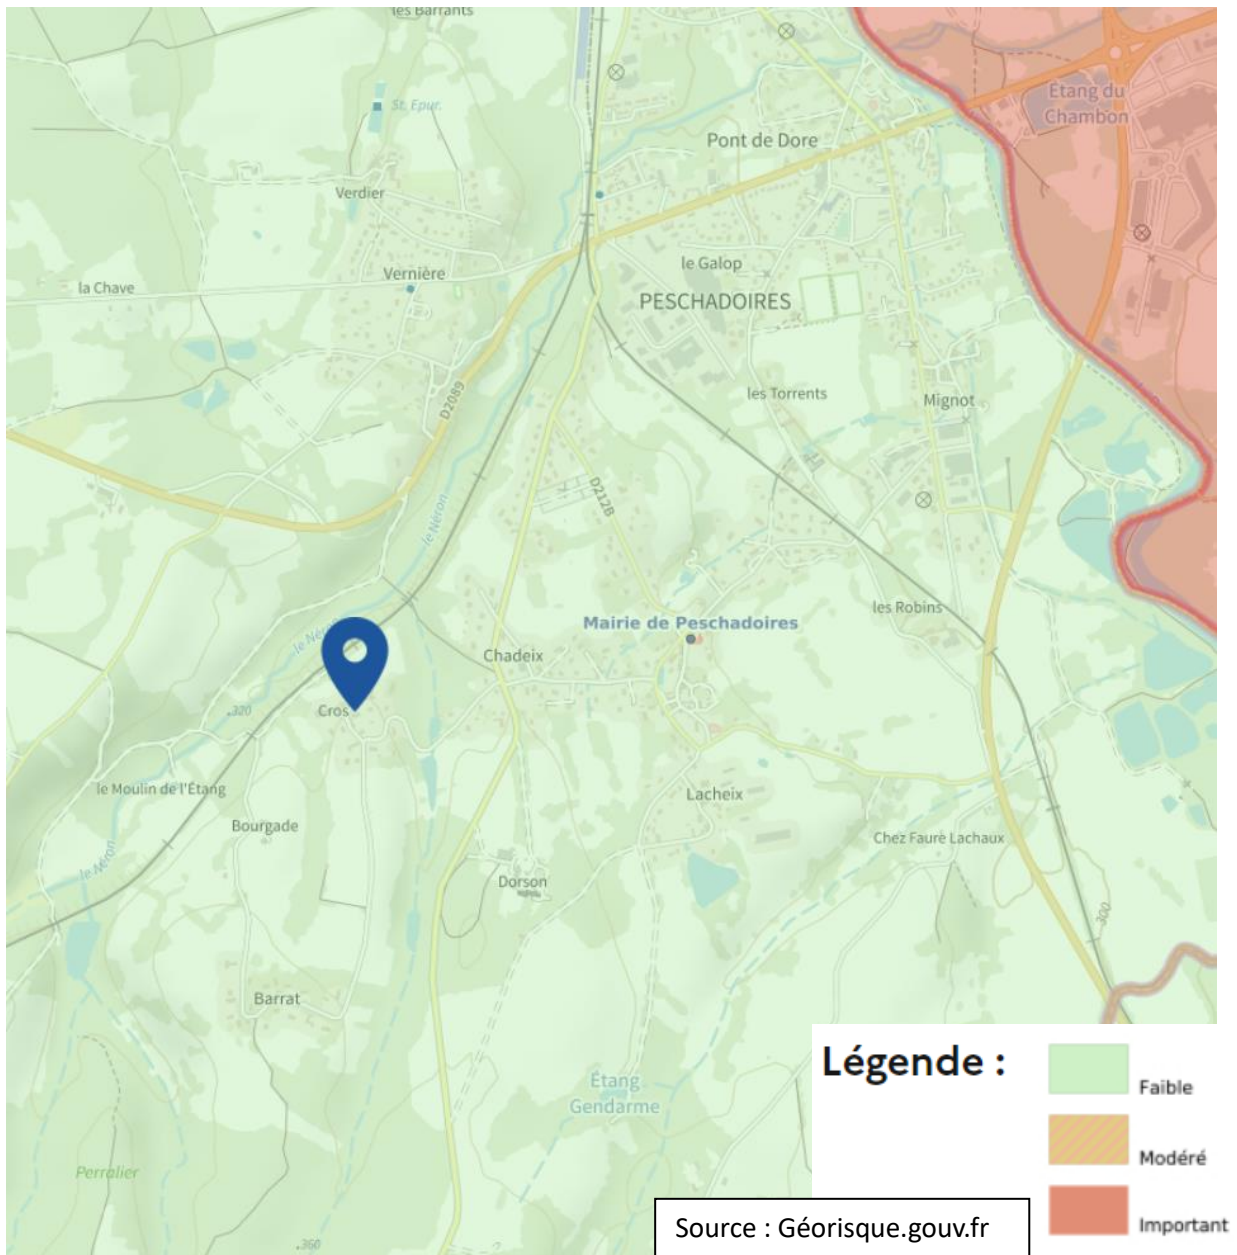 les Barrants
St. Epur.
Étang du
Chambon
Pont de Dore
Verdier
le Galop
Vernière
la Chave
PESCHADOIRES
D2089
les Torrents
Mignot
D212B
le Néron
les Robins
Mairie de Peschadoires
Chadeix
Cros
.320
le Moulin de l'Étang
Lacheix
Bourgade
Chez Faure Lachaux
le Néron
Dorson
300
Barrat
Étang
Gendarme
Perralier
.360
Légende :
Faible
Modéré
Important
Source : Géorisque.gouv.fr